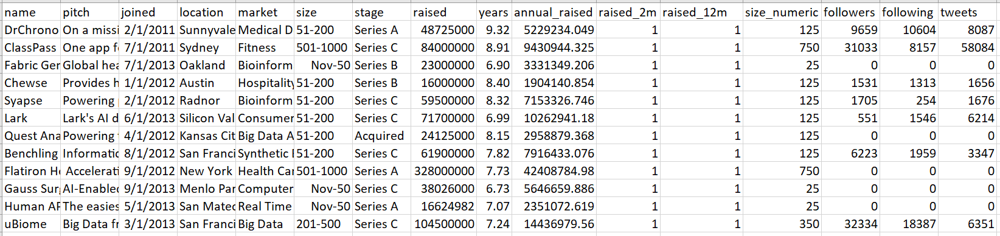 name pitch joined location market size stage raised years annual_raised raised_2m raised_12m size_numeric followers following tweets
DrChrono On a missi 2/1/2011 Sunnyvale Medical D 51-200 Series A 48725000 9.32 5229234.049 1 1 125 9659 10604 8087
ClassPass One app f 7/1/2011 Sydney Fitness 501-1000 Series C 84000000 8.91 9430944.325 1 1 750 31033 8157 58084
Fabric Ger Global hea 7/1/2013 Oakland Bioinform Nov-50 Series B 23000000 6.90 3331349.206 1 1 25 0 0 0
Chewse Provides h 1/1/2012 Austin Hospitality 51-200 Series B 16000000 8.40 1904140.854 1 1 125 1531 1313 1656
Syapse Powering 2/1/2012 Radnor Bioinform 51-200 Series C 59500000 8.32 7153326.746 1 1 125 1705 254 1676
Lark Lark's AI d 6/1/2013 Silicon Val Consumer 51-200 Series C 71700000 6.99 10262941.18 1 1 125 551 1546 6214
Quest Ana Powering 4/1/2012 Kansas Cit Big Data A 51-200 Acquired 24125000 8.15 2958879.368 1 1 125 0 0 0
Benchling Informatic 8/1/2012 San Franci Synthetic 51-200 Series C 61900000 7.82 7916433.076 1 1 125 6223 1959 3347
Flatiron He Accelerati 9/1/2012 New York Health Car 501-1000 Series A 328000000 7.73 42408784.98 1 1 750 0 0 0
Gauss Surg AI-Enabled 9/1/2013 Menlo Par Computer Nov-50 Series C 38026000 6.73 5646659.886 1 1 25 0 0 0
Human AP The easies 5/1/2013 San Matec Real Time Nov-50 Series A 16624982 7.07 2351072.619 1 1 25 0 0 0
uBiome Big Data fr 3/1/2013 San Franci Big Data 201-500 Series C 104500000 7.24 14436979.56 1 1 350 32334 18387 6351